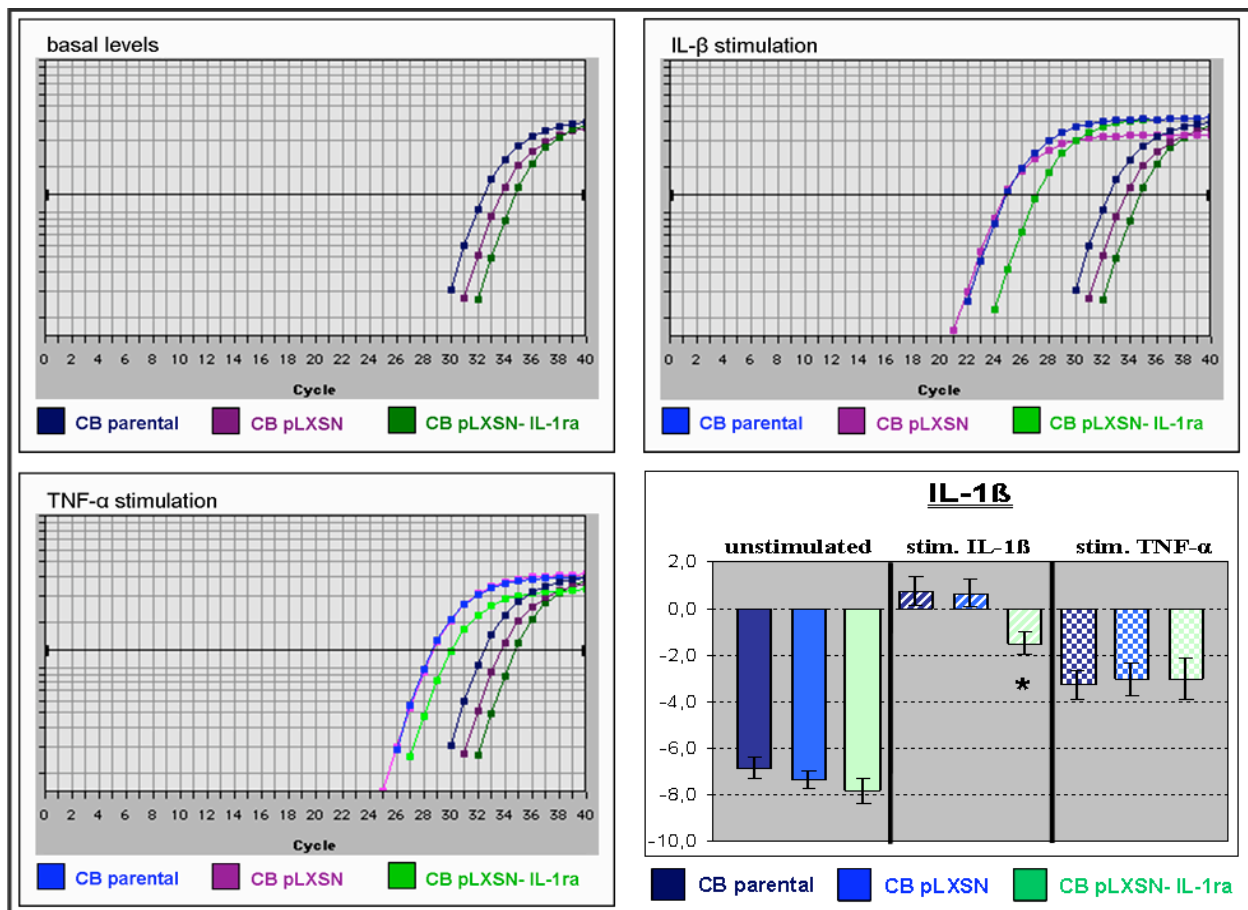 basal levels
0 2 4 6 8 10 12 14 16 18 20 22 24 26 28 30 32 34 36 38 40
Cycle
CB parental CB pLXSN CB pLXSN- IL-1ra
IL-β stimulation
0 2 4 6 8 10 12 14 16 18 20 22 24 26 28 30 32 34 36 38 40
Cycle
CB parental CB pLXSN CB pLXSN- IL-1ra
TNF-α stimulation
0 2 4 6 8 10 12 14 16 18 20 22 24 26 28 30 32 34 36 38 40
Cycle
CB parental CB pLXSN CB pLXSN- IL-1ra
IL-1ß
unstimulated stim. IL-1ß stim. TNF-α
2,0
0,0
-2,0
*
-4,0
-6,0
-8,0
-10,0
CB parental CB pLXSN CB pLXSN- IL-1ra